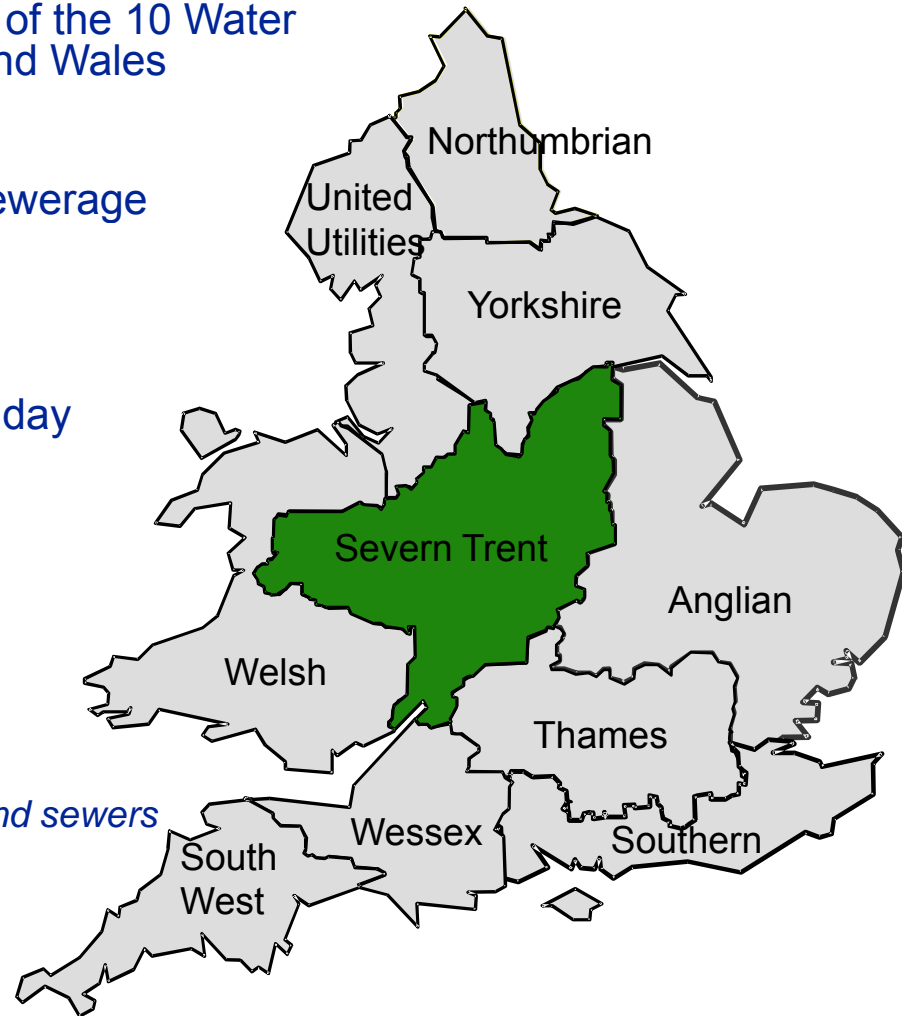 of the 10 Water
nd Wales
Northumbrian
United
Utilities
ewerage
Yorkshire
day
Severn Trent
Anglian
Welsh
Thames
nd sewers
Wessex
Southern
South
West